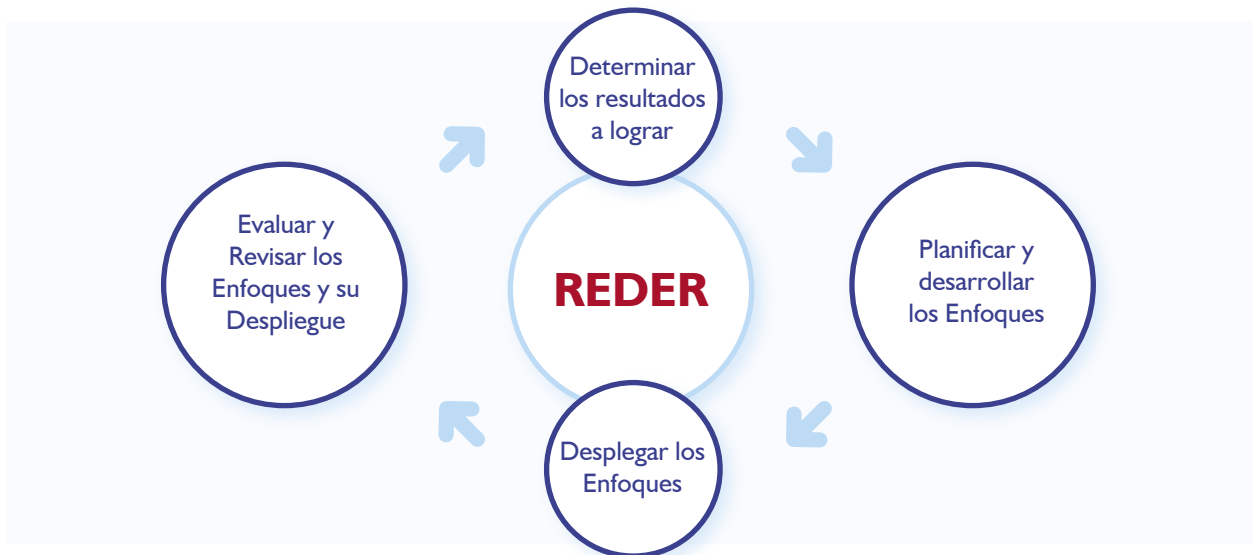 Determinar
los resultados
a lograr
Evaluar y
Revisar los
Enfoques y su
Despliegue
REDER
Planificar y
desarrollar
los Enfoques
Desplegar los
Enfoques